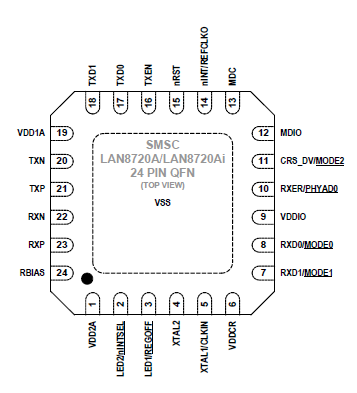 TXD1
TXD0
TXEN
nRST
nINT/REFCLKO
MDC
18
17
16
15
14
13
VDD1A 19
TXN 20
TXP 21
RXN 22
RXP 23
RBIAS 24
SMSC
LAN8720A/LAN8720Ai
24 PIN QFN
(TOP VIEW)
VSS
12 MDIO
11 CRS_DV/MODE2
10 RXER/PHYAD0
9 VDDIO
8 RXD0/MODE0
7 RXD1/MODE1
1
2
3
4
5
6
VDD2A
LED2/nINTSEL
LED1/REGOFF
XTAL2
XTAL1/CLKIN
VDDCR